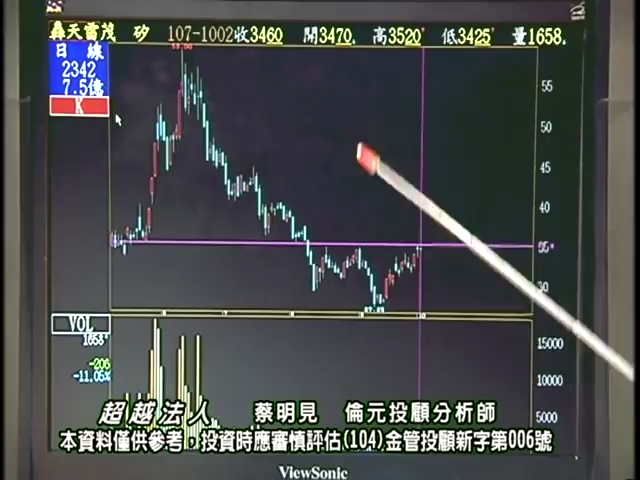 轟天雷茂 矽 107-1002收3460 開3470. 高3520 低3425 量1658.
日 線
2342
7.5億
K
55
50
45
40
35
30
VOL
1658
-206
-11.05%
15000
10000
5000
超越法人 蔡明見 倫元投顧分析師
本資料僅供參考，投資時應審慎評估(104)金管投顧新字第006號
ViewSonic